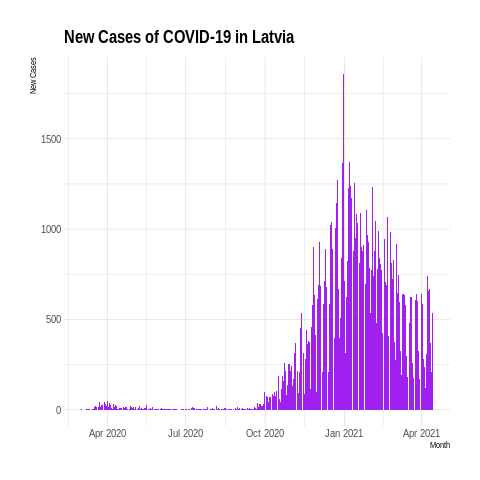 New Cases of COVID-19 in Latvia
New Cases
1500
1000
500
0
Apr 2020 Jul 2020 Oct 2020 Jan 2021 Apr 2021
Month